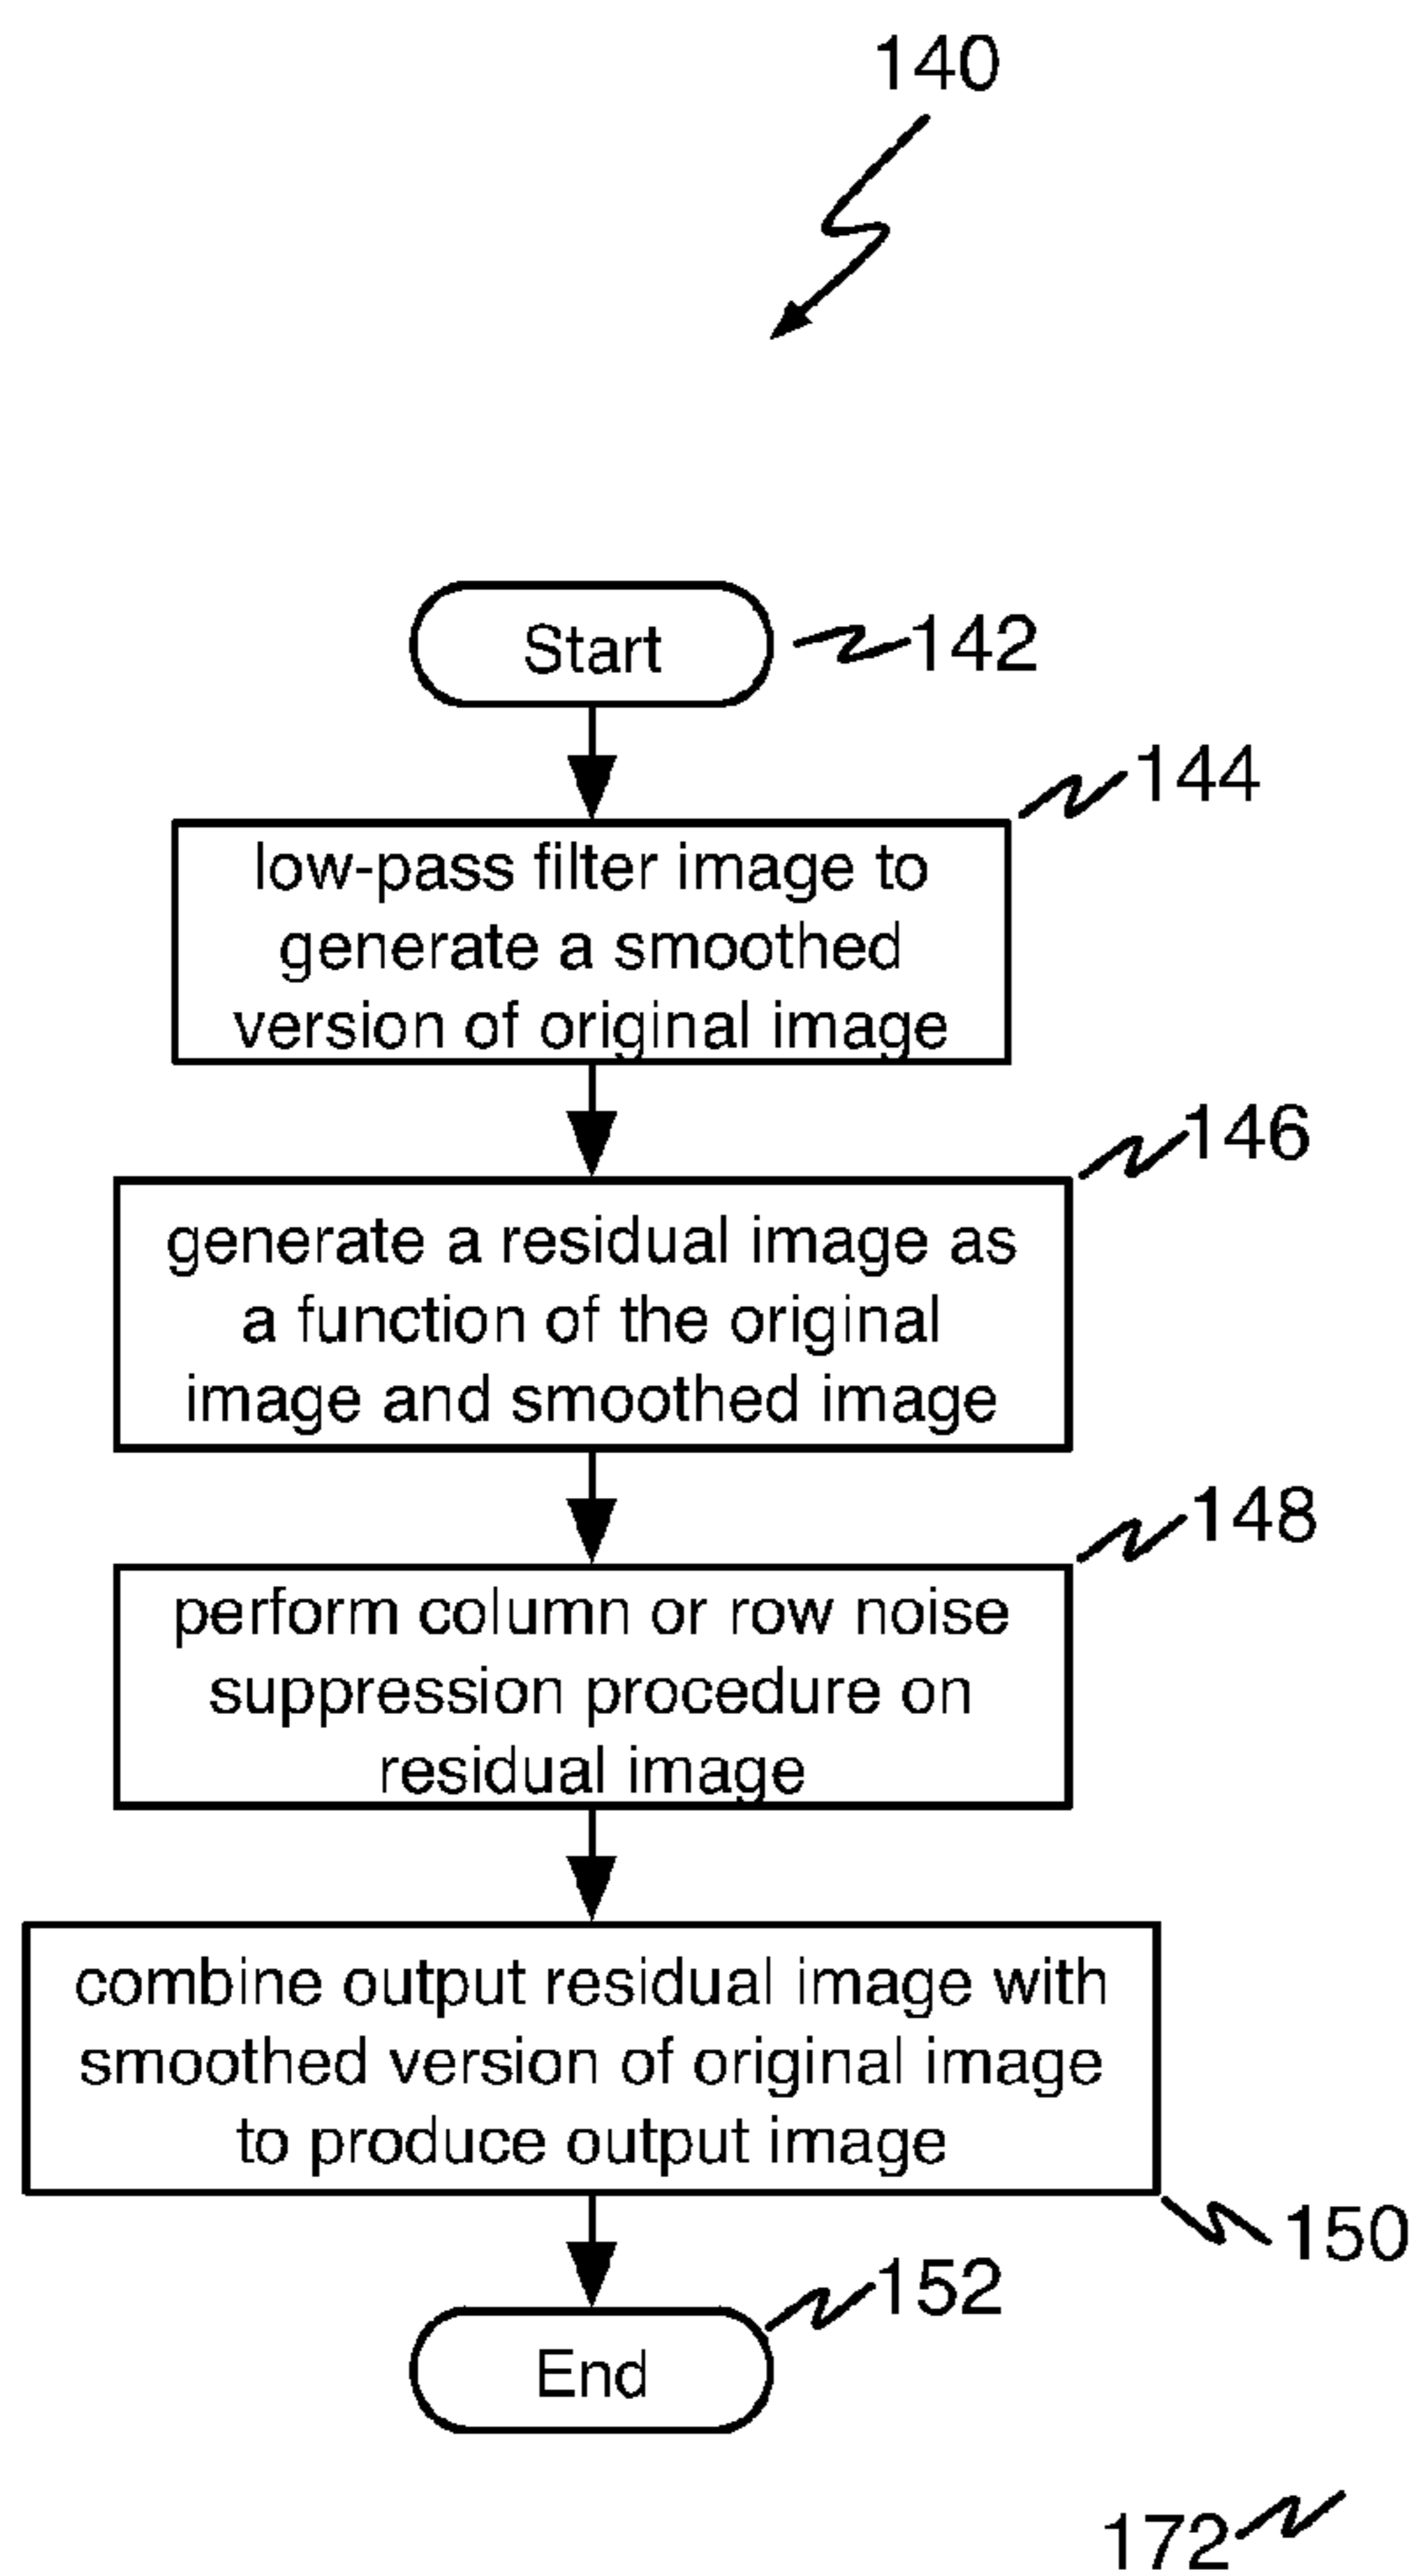 140
Start
142
144
low-pass filter image to
generate a smoothed
version of original image
146
generate a residual image as
a function of the original
image and smoothed image
148
perform column or row noise
suppression procedure on
residual image
combine output residual image with
smoothed version of original image
to produce output image
150
152
End
172